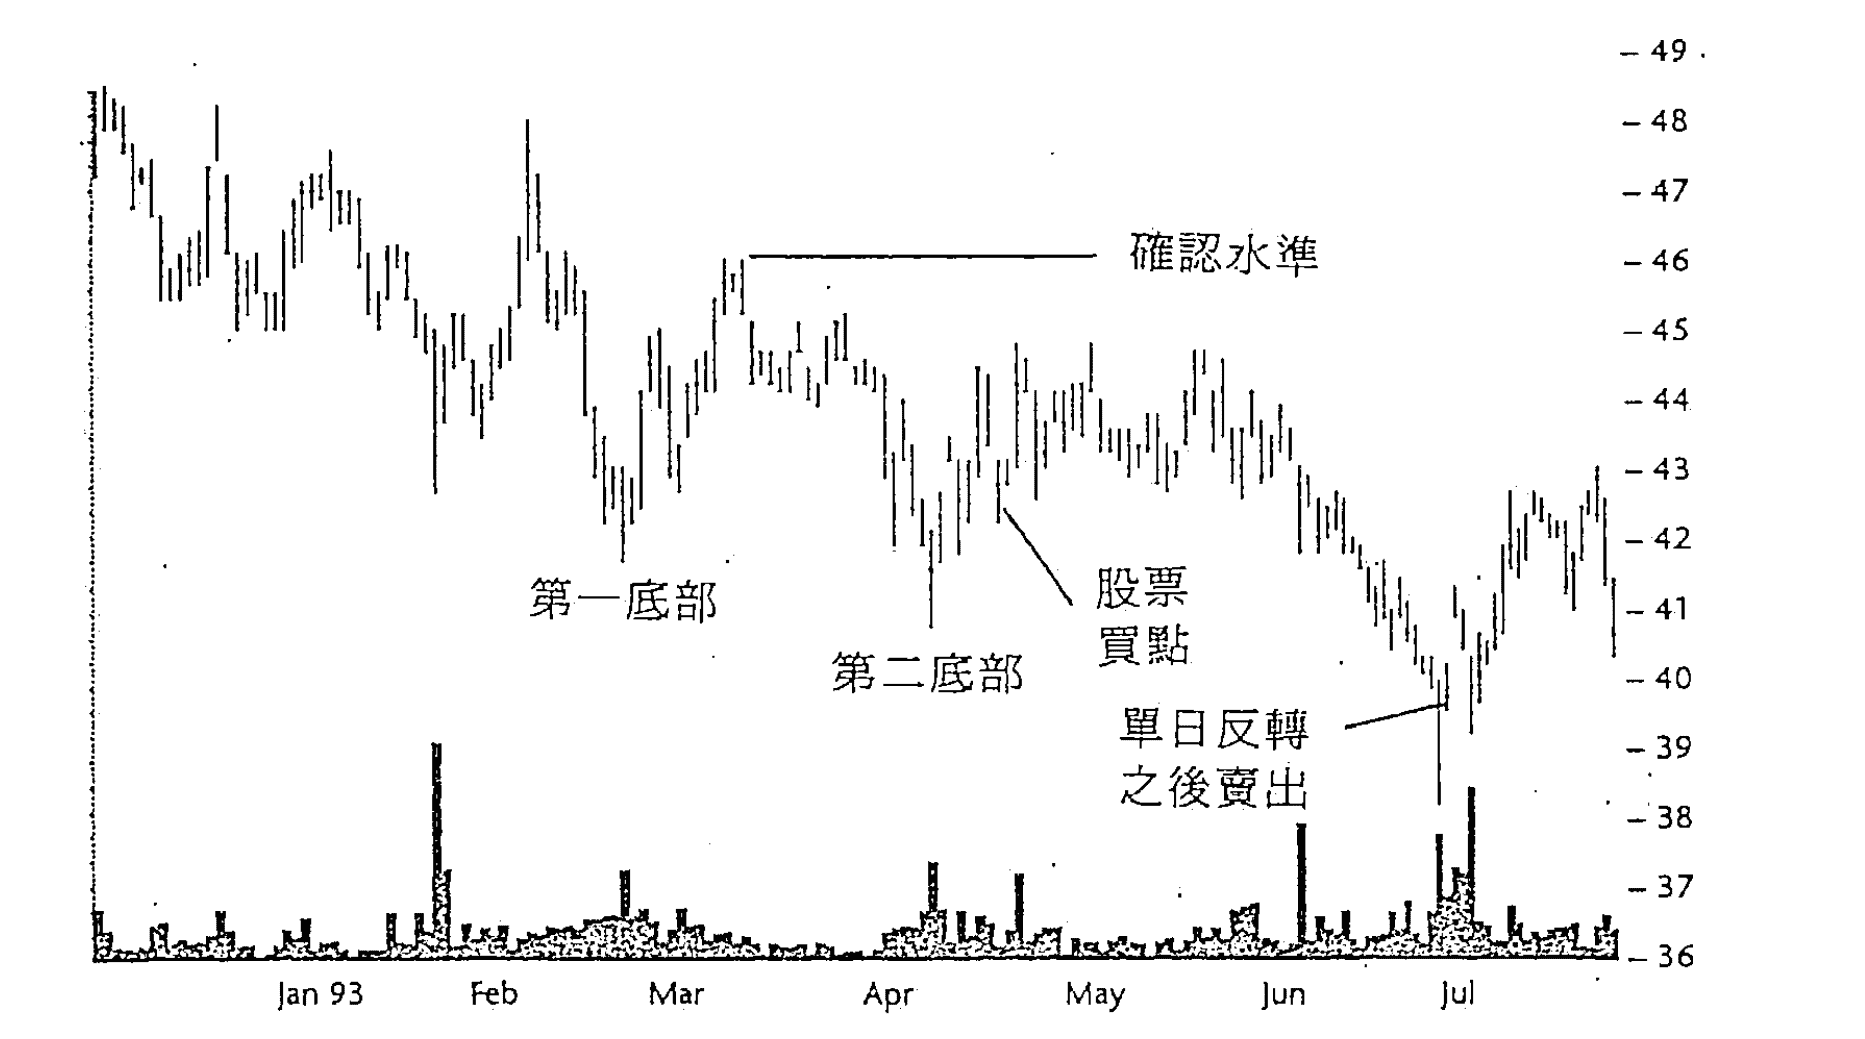 – 49
– 48
– 47
確認水準
– 46
– 45
– 44
– 43
– 42
第一底部
股票
買點
– 41
第二底部
– 40
單日反轉
之後賣出
– 39
– 38
– 37
– 36
Jan 93 Feb Mar Apr May Jun Jul